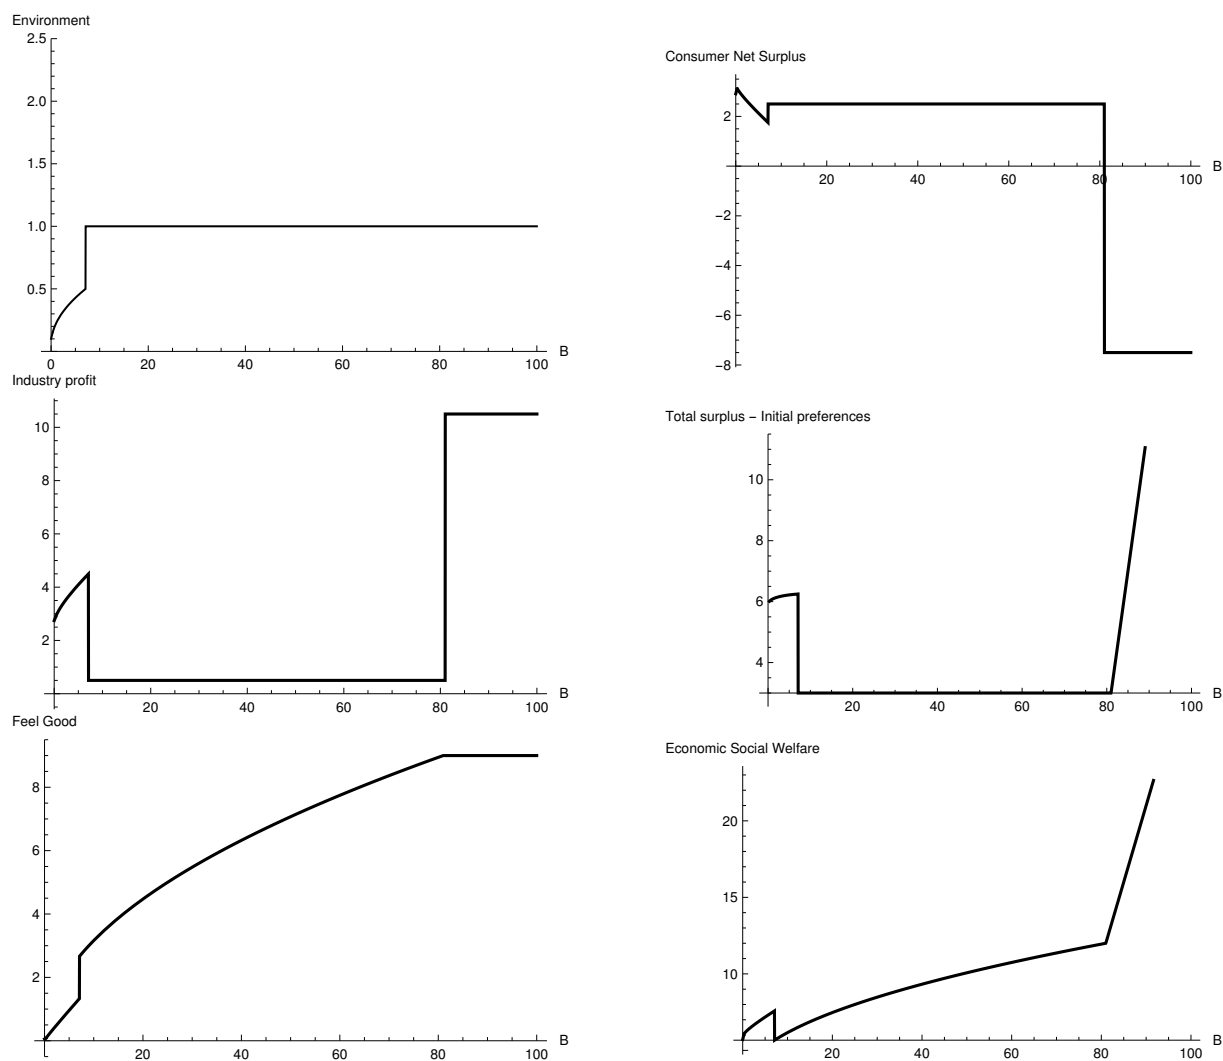 Environment
2.5
2.0
1.5
1.0
0.5
0 20 40 60 80 100 B
Consumer Net Surplus
2
20 40 60 80 100 B
−2
−4
−6
−8
Industry profit
10
8
6
4
2
20 40 60 80 100 B
Total surplus − Initial preferences
10
8
6
4
20 40 60 80 100 B
Feel Good
8
6
4
2
20 40 60 80 100 B
Economic Social Welfare
20
15
10
20 40 60 80 100 B